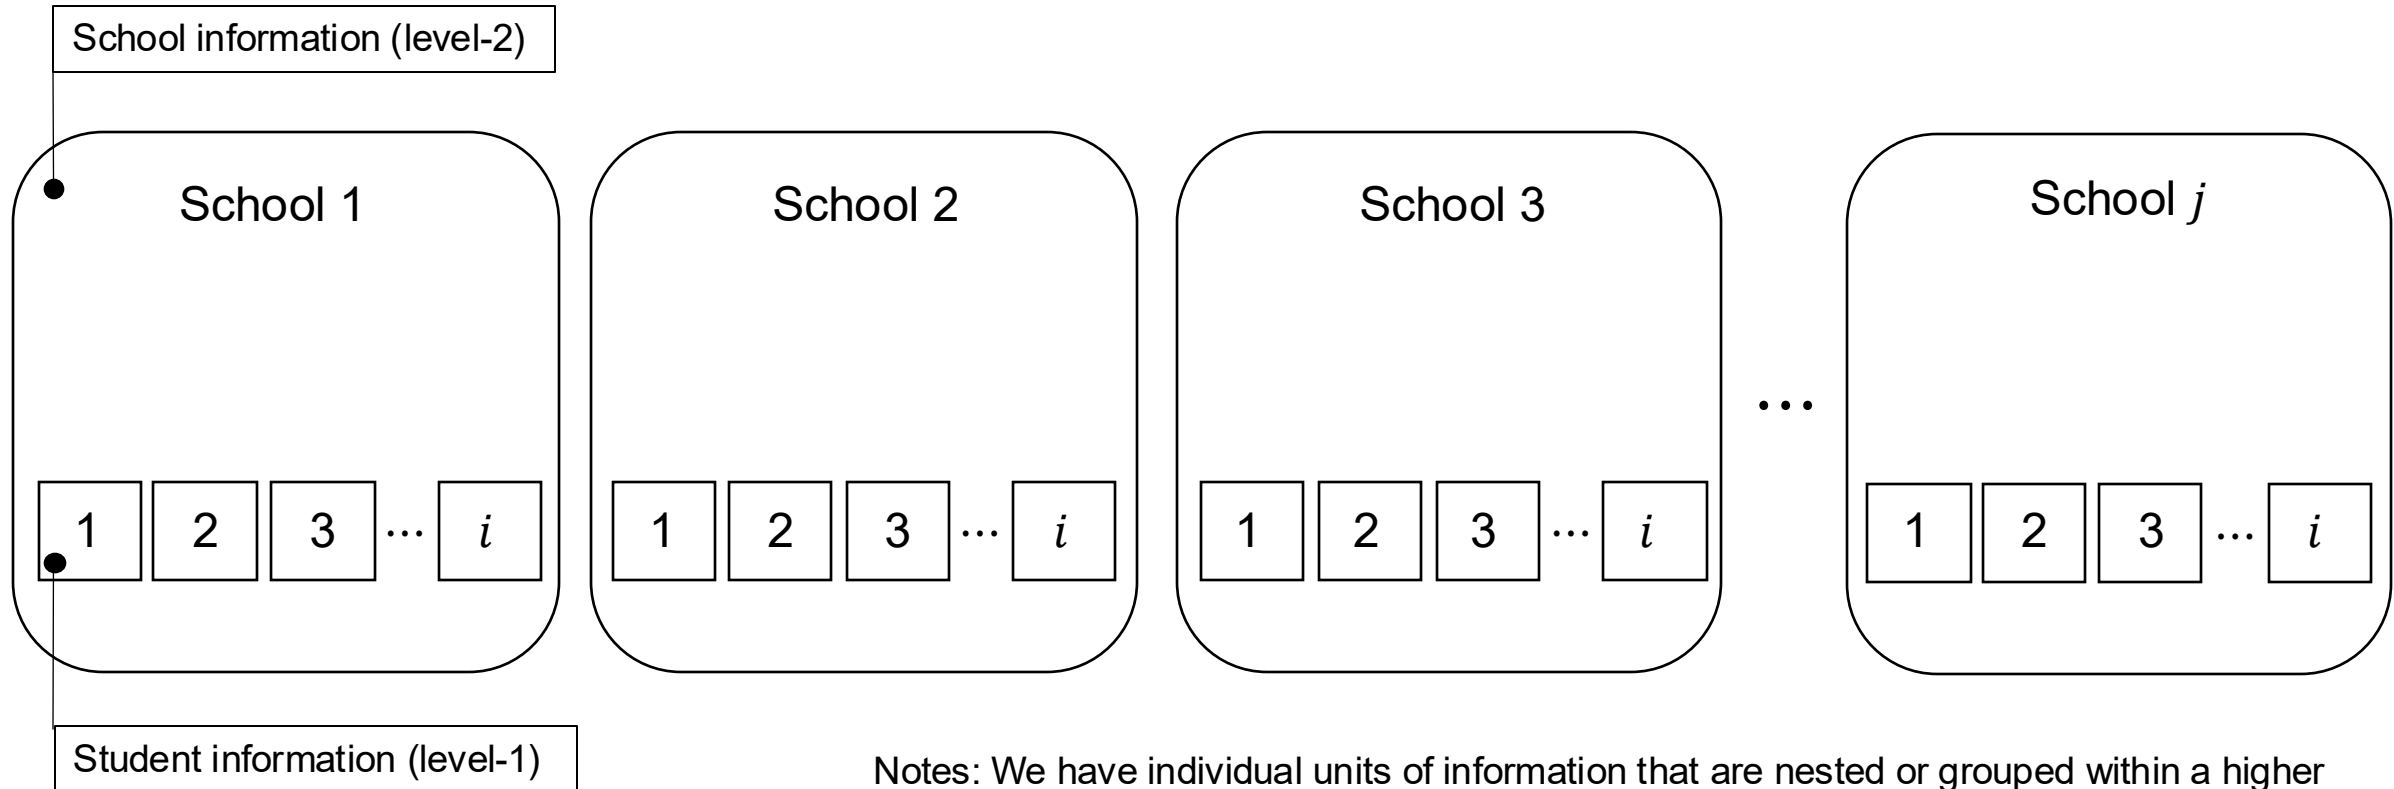 School information (level-2)
School 1
School 2
School 3
School j
...
1 2 3 ... i
1 2 3 ... i
1 2 3 ... i
1 2 3 ... i
Student information (level-1)
Notes: We have individual units of information that are nested or grouped within a higher